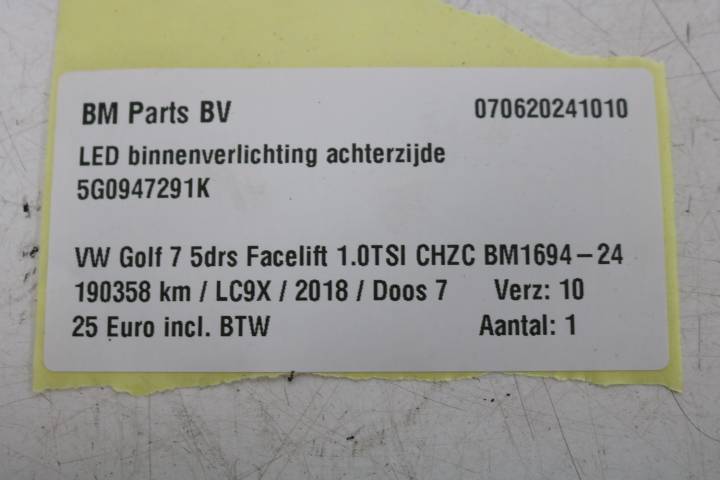 BM Parts BV 070620241010
LED binnenverlichting achterzijde
5G0947291K
VW Golf 7 5drs Facelift 1.0TSI CHZC BM1694-24
190358 km / LC9X / 2018 / Doos 7 Verz: 10
25 Euro incl. BTW Aantal: 1